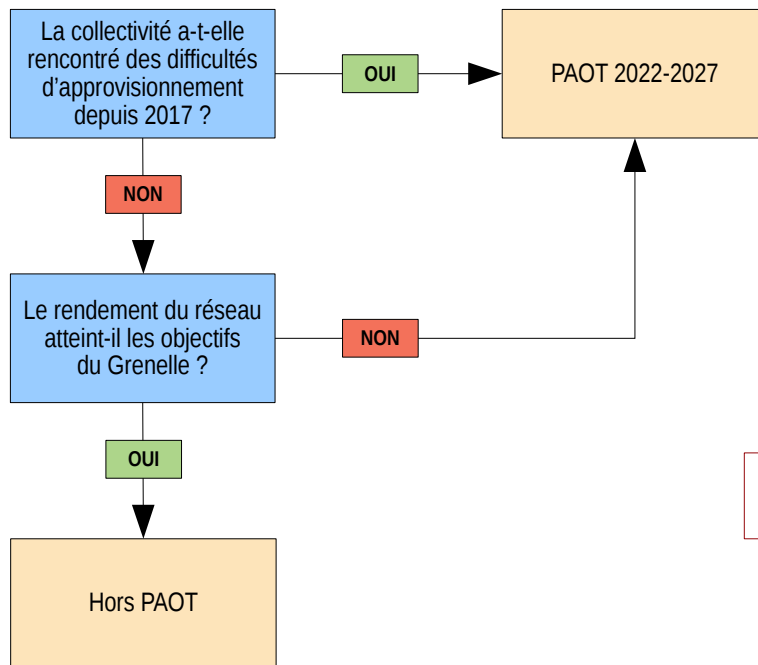 La collectivité a-t-elle
rencontré des difficultés
d'approvisionnement
depuis 2017 ?
OUI
PAOT 2022-2027
NON
Le rendement du réseau
atteint-il les objectifs
du Grenelle ?
NON
OUI
Hors PAOT